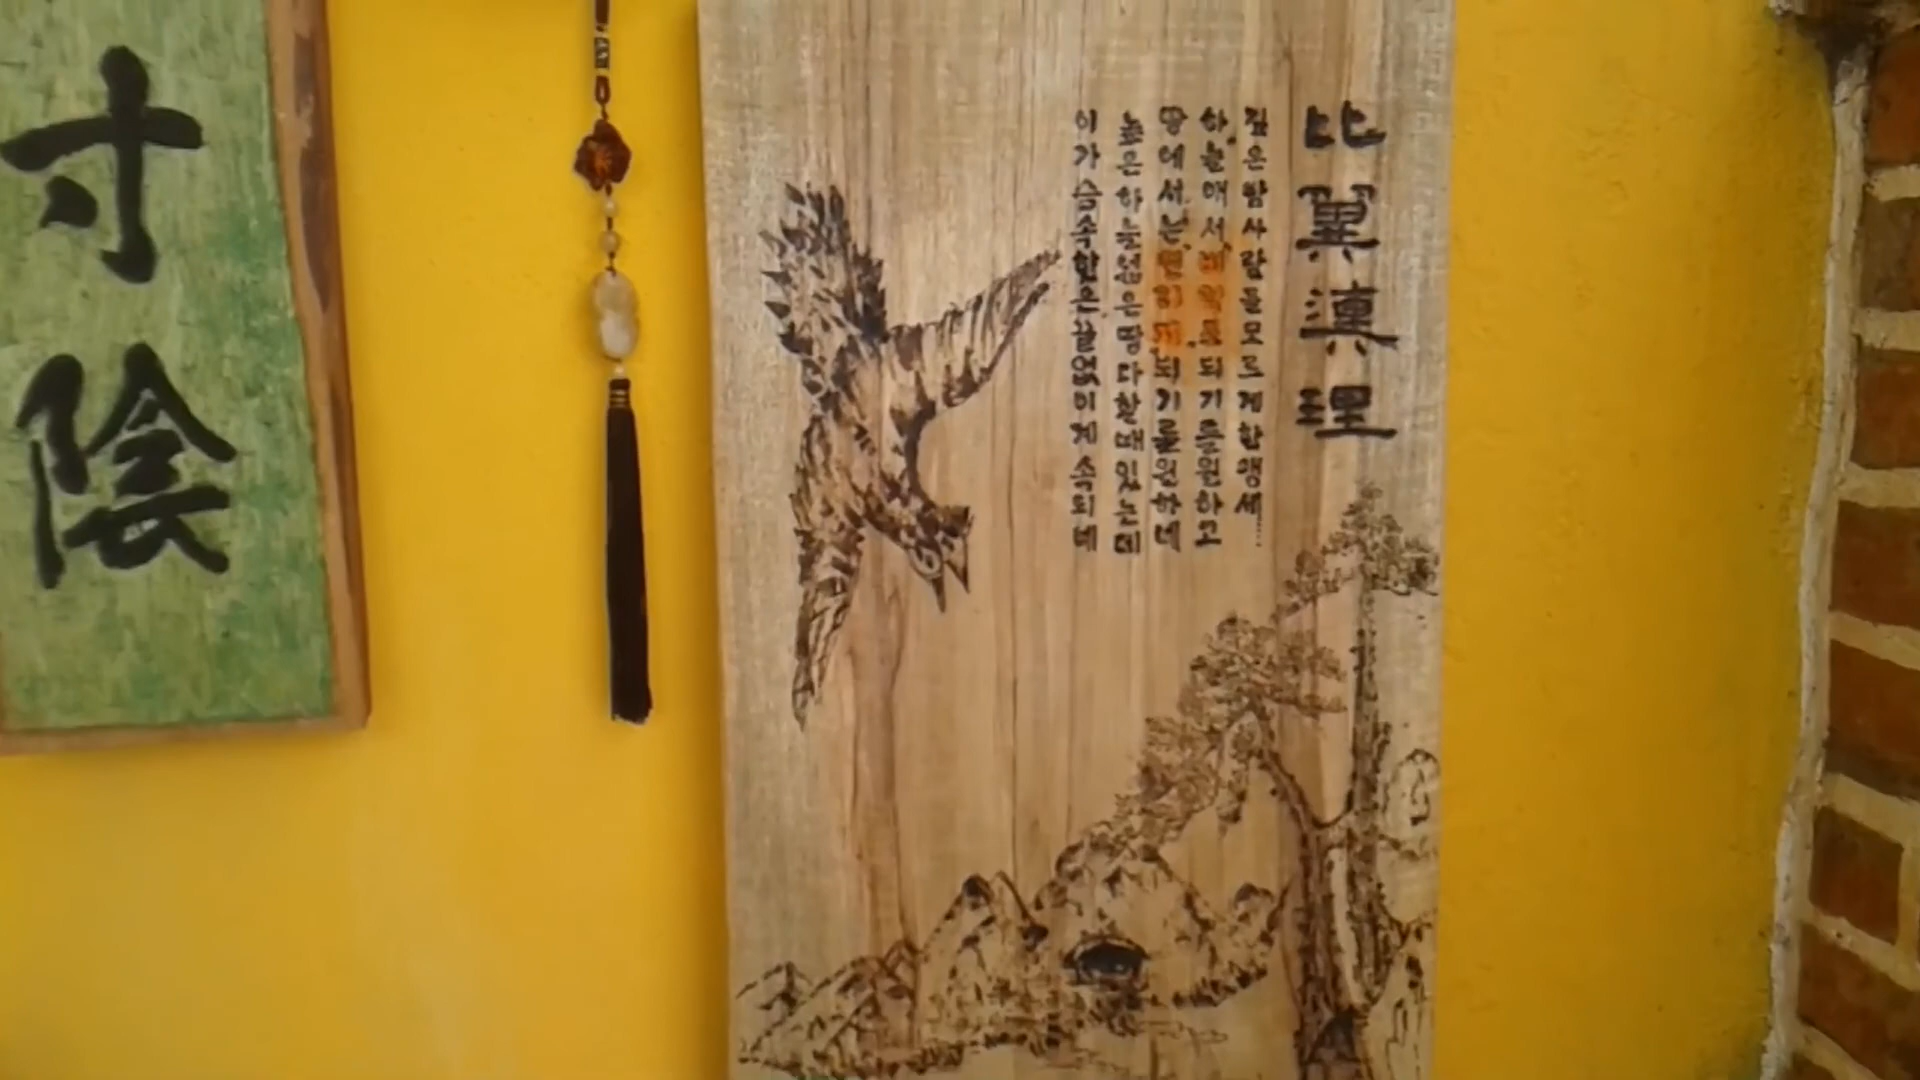 比翼漣理
깊은밤사람들모르게한맹세......
하늘에서비익조되기를원하고
땅에서는연리지되기를원하네
높은하늘넓은땅다할때있는데
이가슴속한은끝없이계속되네
寸陰